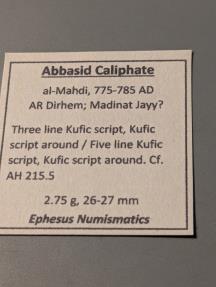 Abbasid Caliphate
al-Mahdi, 775-785 AD
AR Dirhem; Madinat Jayy?
Three line Kufic script, Kufic
script around / Five line Kufic
script, Kufic script around. Cf.
AH 215.5
2.75 g, 26-27 mm
Ephesus Numismatics